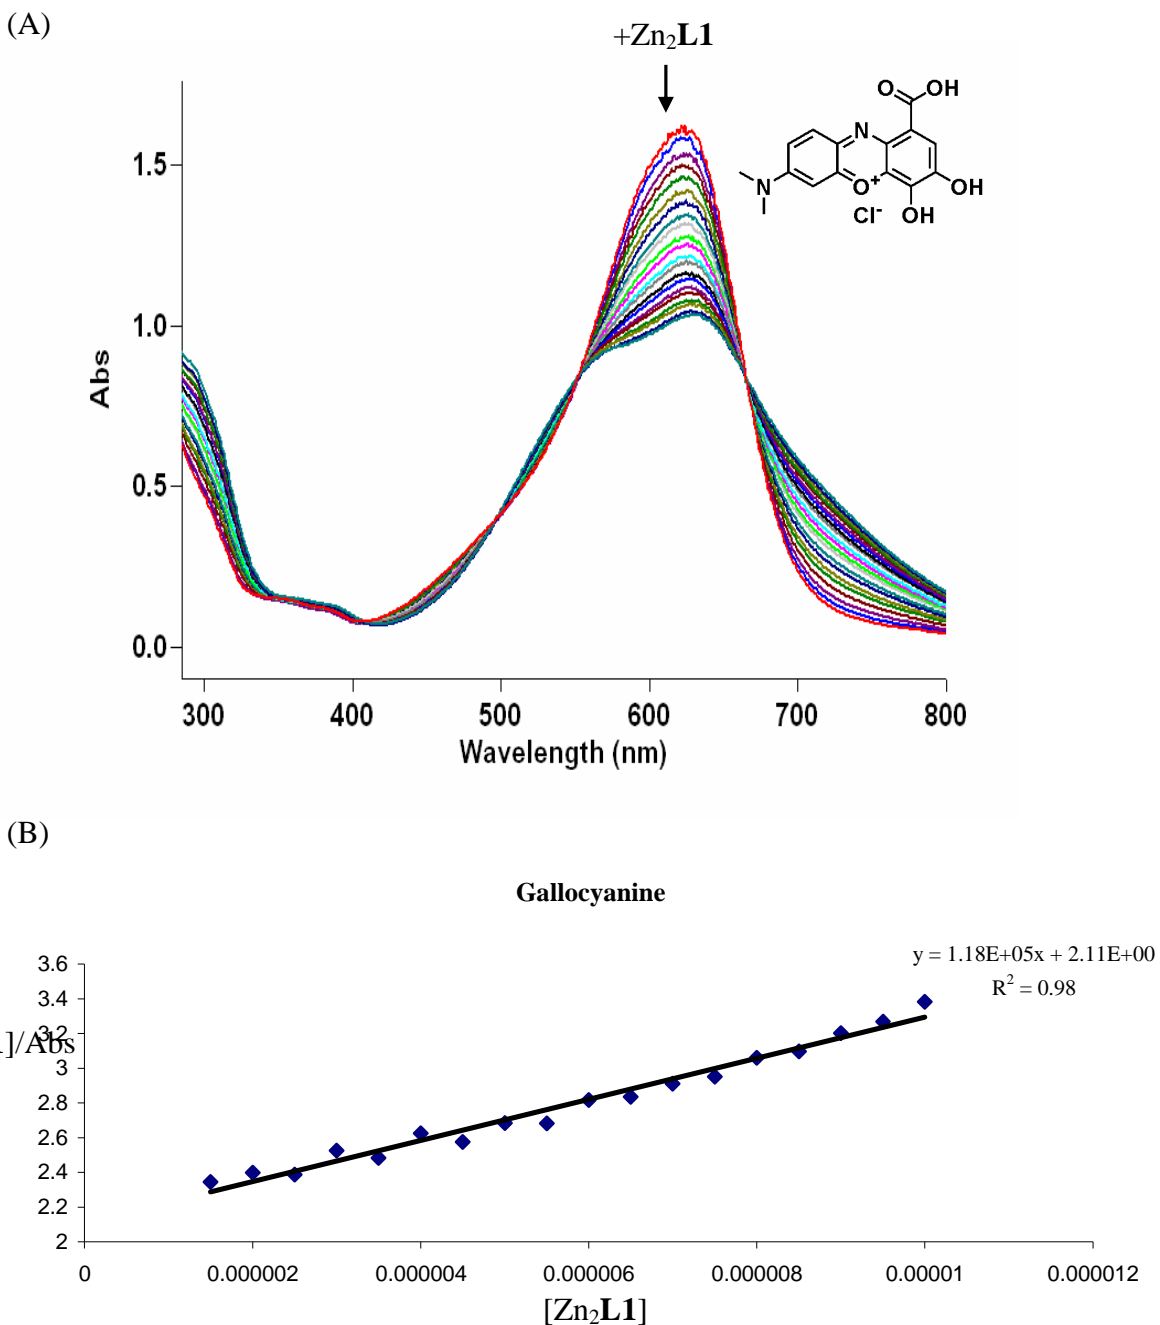 (A)
+Zn₂L1
O
OH
N
N
O⁺
OH
OH
Cl⁻
1.5
1.0
0.5
0.0
Abs
300 400 500 600 700 800
Wavelength (nm)
(B)
Gallocyanine
y = 1.18E+05x + 2.11E+00
R² = 0.98
3.6
3.4
3.2
]/Abs
3
2.8
2.6
2.4
2.2
2
0 0.000002 0.000004 0.000006 0.000008 0.00001 0.000012
[Zn₂L1]